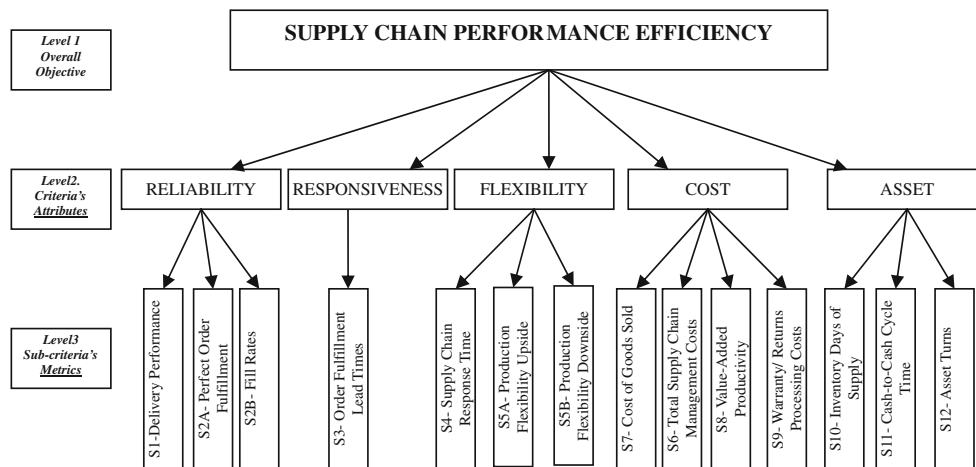 SUPPLY CHAIN PERFORMANCE EFFICIENCY
Level 1
Overall
Objective
Level2.
Criteria's
Attributes
RELIABILITY
RESPONSIVENESS
FLEXIBILITY
COST
ASSET
Level3
Sub-criteria's
Metrics
S1-Delivery Performance
S2A- Perfect Order
Fulfillment
S2B- Fill Rates
S3- Order Fulfillment
Lead Times
S4- Supply Chain
Response Time
S5A- Production
Flexibility Upside
S5B- Production
Flexibility Downside
S7- Cost of Goods Sold
S6- Total Supply Chain
Management Costs
S8- Value-Added
Productivity
S9- Warranty/ Returns
Processing Costs
S10- Inventory Days of
Supply
S11- Cash-to-Cash Cycle
Time
S12- Asset Turns